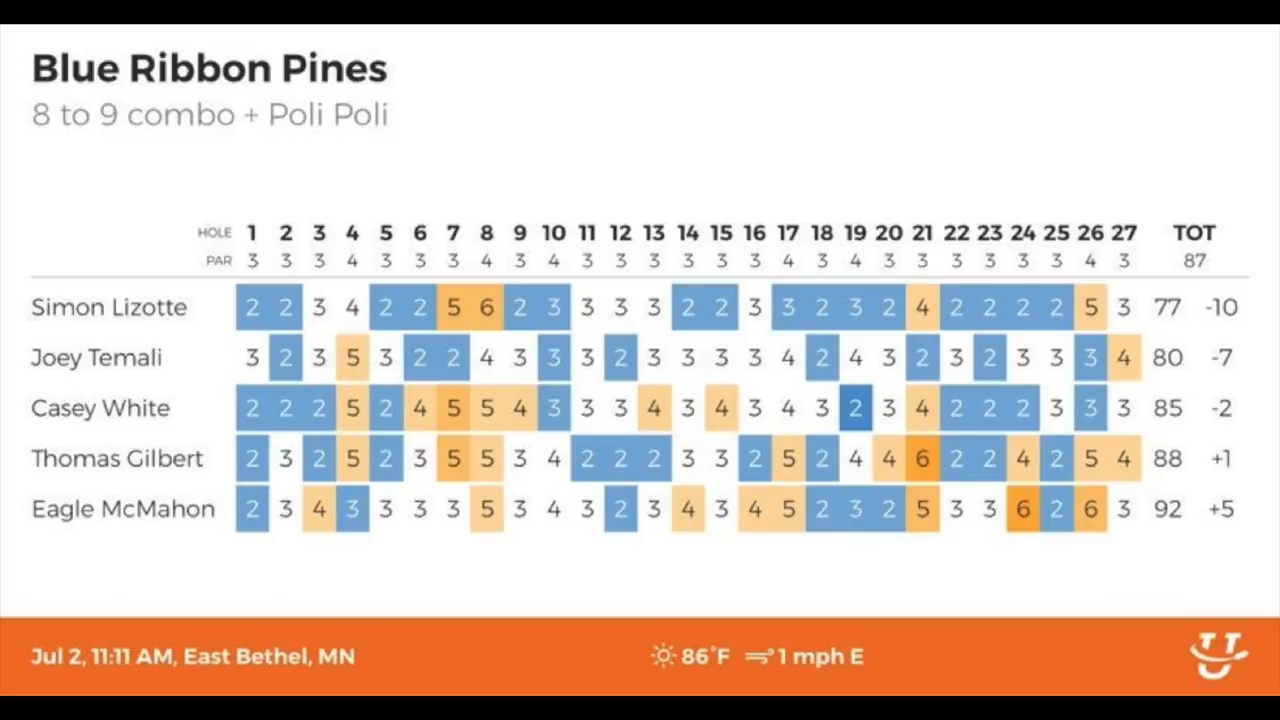 Blue Ribbon Pines
8 to 9 combo + Poli Poli
HOLE 1 2 3 4 5 6 7 8 9 10 11 12 13 14 15 16 17 18 19 20 21 22 23 24 25 26 27 TOT
PAR 3 3 3 4 3 3 3 4 3 4 3 3 3 3 3 3 4 3 4 3 3 3 3 3 3 4 3 87
Simon Lizotte 2 2 3 4 2 2 5 6 2 3 3 3 3 2 2 3 3 2 3 2 4 2 2 2 2 5 3 77 -10
Joey Temali 3 2 3 5 3 2 2 4 3 3 3 2 3 3 3 3 4 2 4 3 2 3 2 3 3 3 4 80 -7
Casey White 2 2 2 5 2 4 5 5 4 3 3 3 4 3 4 3 4 3 2 3 4 2 2 2 3 3 3 85 -2
Thomas Gilbert 2 3 2 5 2 3 5 5 3 4 2 2 2 3 3 2 5 2 4 4 6 2 2 4 2 5 4 88 +1
Eagle McMahon 2 3 4 3 3 3 3 5 3 4 3 2 3 4 3 4 5 2 3 2 5 3 3 6 2 6 3 92 +5
Jul 2, 11:11 AM, East Bethel, MN 86°F 1 mph E